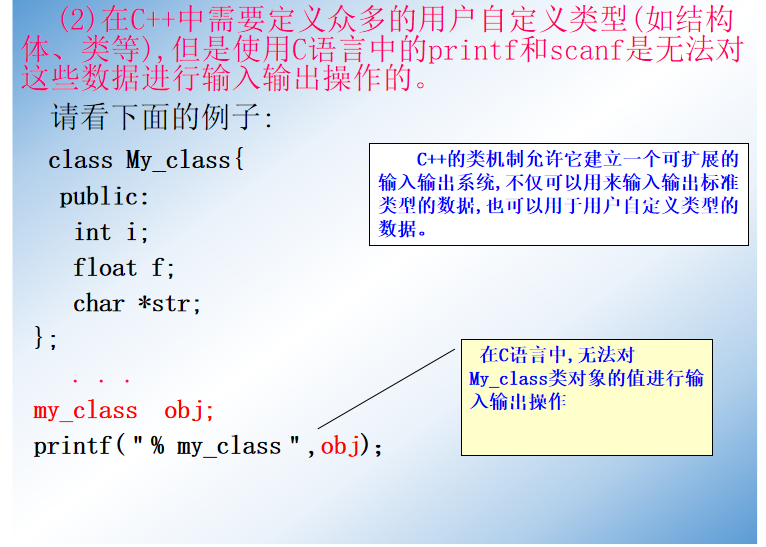 (2)在C++中需要定义众多的用户自定义类型(如结构
体、类等),但是使用C语言中的printf和scanf是无法对
这些数据进行输入输出操作的。
请看下面的例子:
class My_class{
public:
int i;
float f;
char *str;
};
. . .
my_class obj;
printf("% my_class",obj);
C++的类机制允许它建立一个可扩展的
输入输出系统,不仅可以用来输入输出标准
类型的数据,也可以用于用户自定义类型的
数据。
在C语言中,无法对
My_class类对象的值进行输
入输出操作